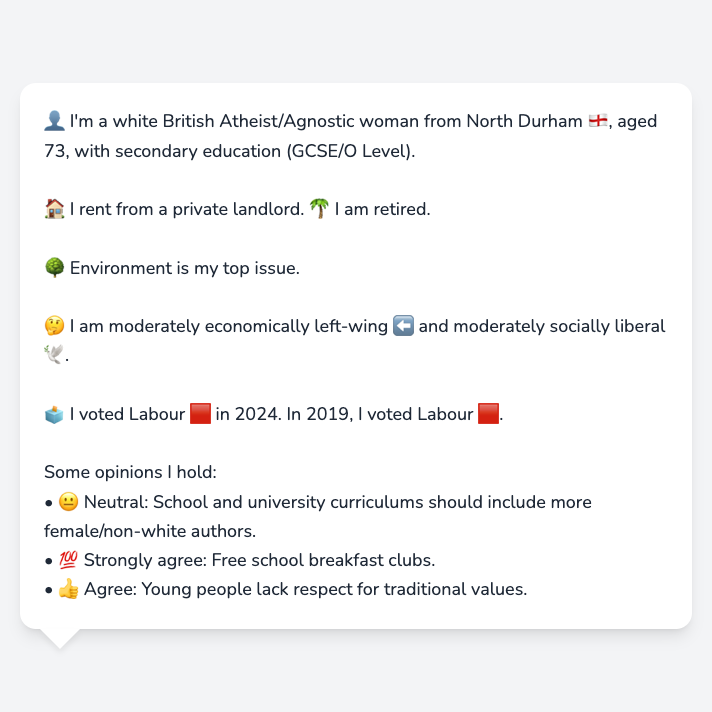 👤 I'm a white British Atheist/Agnostic woman from North Durham 🏴󠁧󠁢󠁥󠁮󠁧󠁿, aged
73, with secondary education (GCSE/O Level).
🏠 I rent from a private landlord. 🌴 I am retired.
🌳 Environment is my top issue.
🤔 I am moderately economically left-wing ⬅️ and moderately socially liberal
🕊️.
🗳️ I voted Labour 🟥 in 2024. In 2019, I voted Labour 🟥.
Some opinions I hold:
• 😐 Neutral: School and university curriculums should include more
female/non-white authors.
• 💯 Strongly agree: Free school breakfast clubs.
• 👍 Agree: Young people lack respect for traditional values.